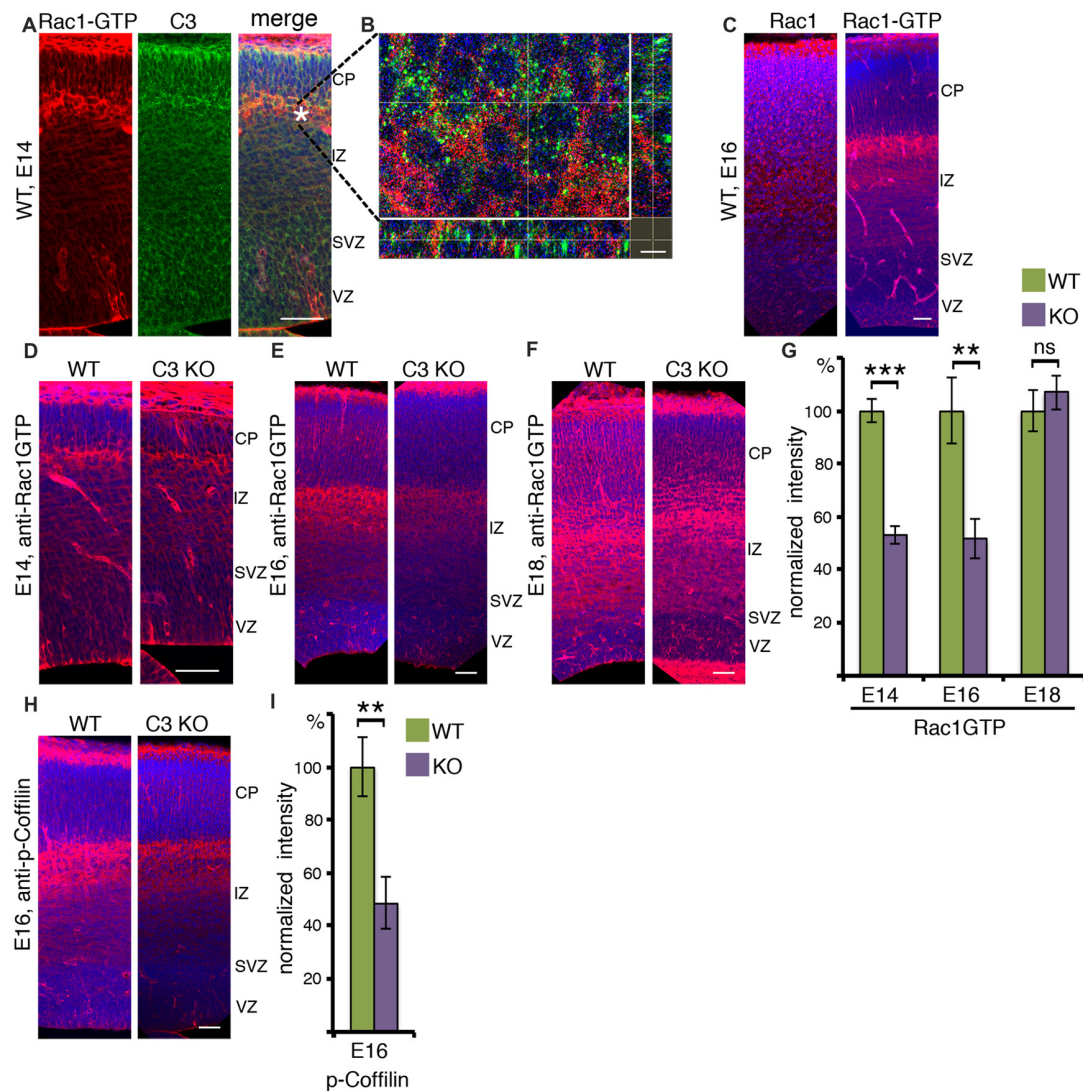 A Rac1-GTP C3 merge B C Rac1 Rac1-GTP
WT, E14
CP
*
IZ
SVZ
VZ
WT, E16
CP
IZ
SVZ
VZ
WT
KO
D WT C3 KO E WT C3 KO F WT C3 KO G
E14, anti-Rac1GTP
CP
IZ
SVZ
VZ
E16, anti-Rac1GTP
CP
IZ
SVZ
VZ
E18, anti-Rac1GTP
CP
IZ
SVZ
VZ
%
normalized intensity
*** ** ns
100
80
60
40
20
E14 E16 E18
Rac1GTP
H WT C3 KO I
E16, anti-p-Coffilin
CP
IZ
SVZ
VZ
%
normalized intensity
**
WT
KO
100
80
60
40
20
E16
p-Coffilin